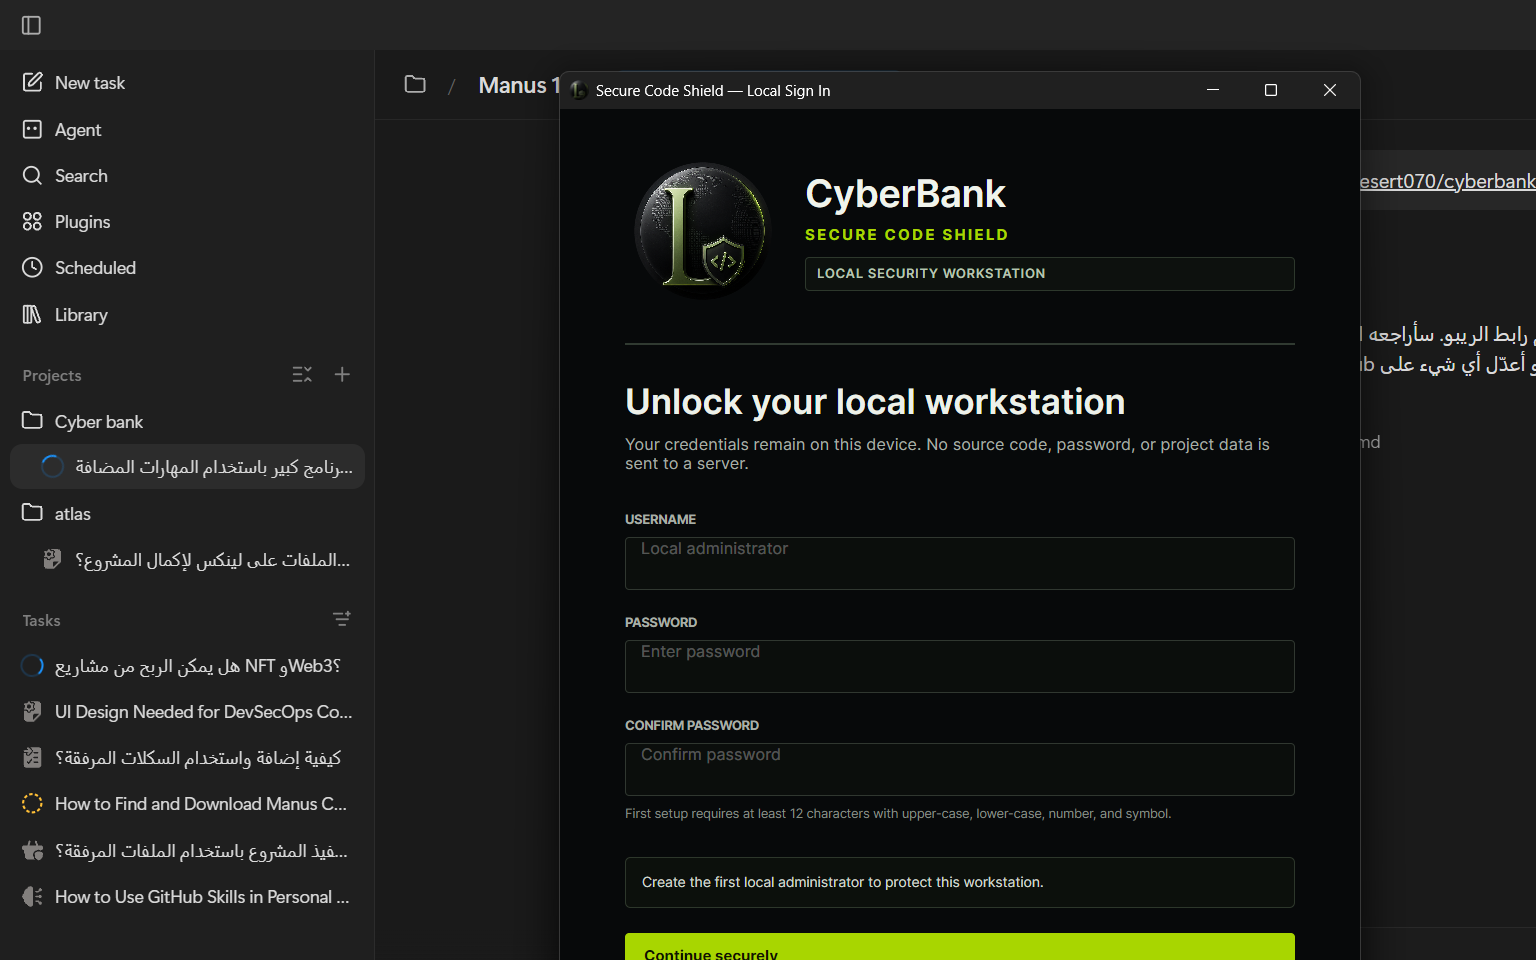 New task
Agent
Search
Plugins
Scheduled
Library
Projects
Cyber bank
...رنامج كبير باستخدام المهارات المضافة
atlas
...الملفات على لينكس لإكمال المشروع؟
Tasks
هل يمكن الربح من مشاريع NFT وWeb3؟
UI Design Needed for DevSecOps Co...
كيفية إضافة واستخدام السكلات المرفقة؟
How to Find and Download Manus C...
...فيذ المشروع باستخدام الملفات المرفقة؟
How to Use GitHub Skills in Personal ...
/ Manus 1
Secure Code Shield — Local Sign In
CyberBank
SECURE CODE SHIELD
LOCAL SECURITY WORKSTATION
Unlock your local workstation
Your credentials remain on this device. No source code, password, or project data is
sent to a server.
USERNAME
Local administrator
PASSWORD
Enter password
CONFIRM PASSWORD
Confirm password
First setup requires at least 12 characters with upper-case, lower-case, number, and symbol.
Create the first local administrator to protect this workstation.
Continue securely
esert070/cyberbank
رابط الريبو. سأراجعه
أعدّل أي شيء على
md